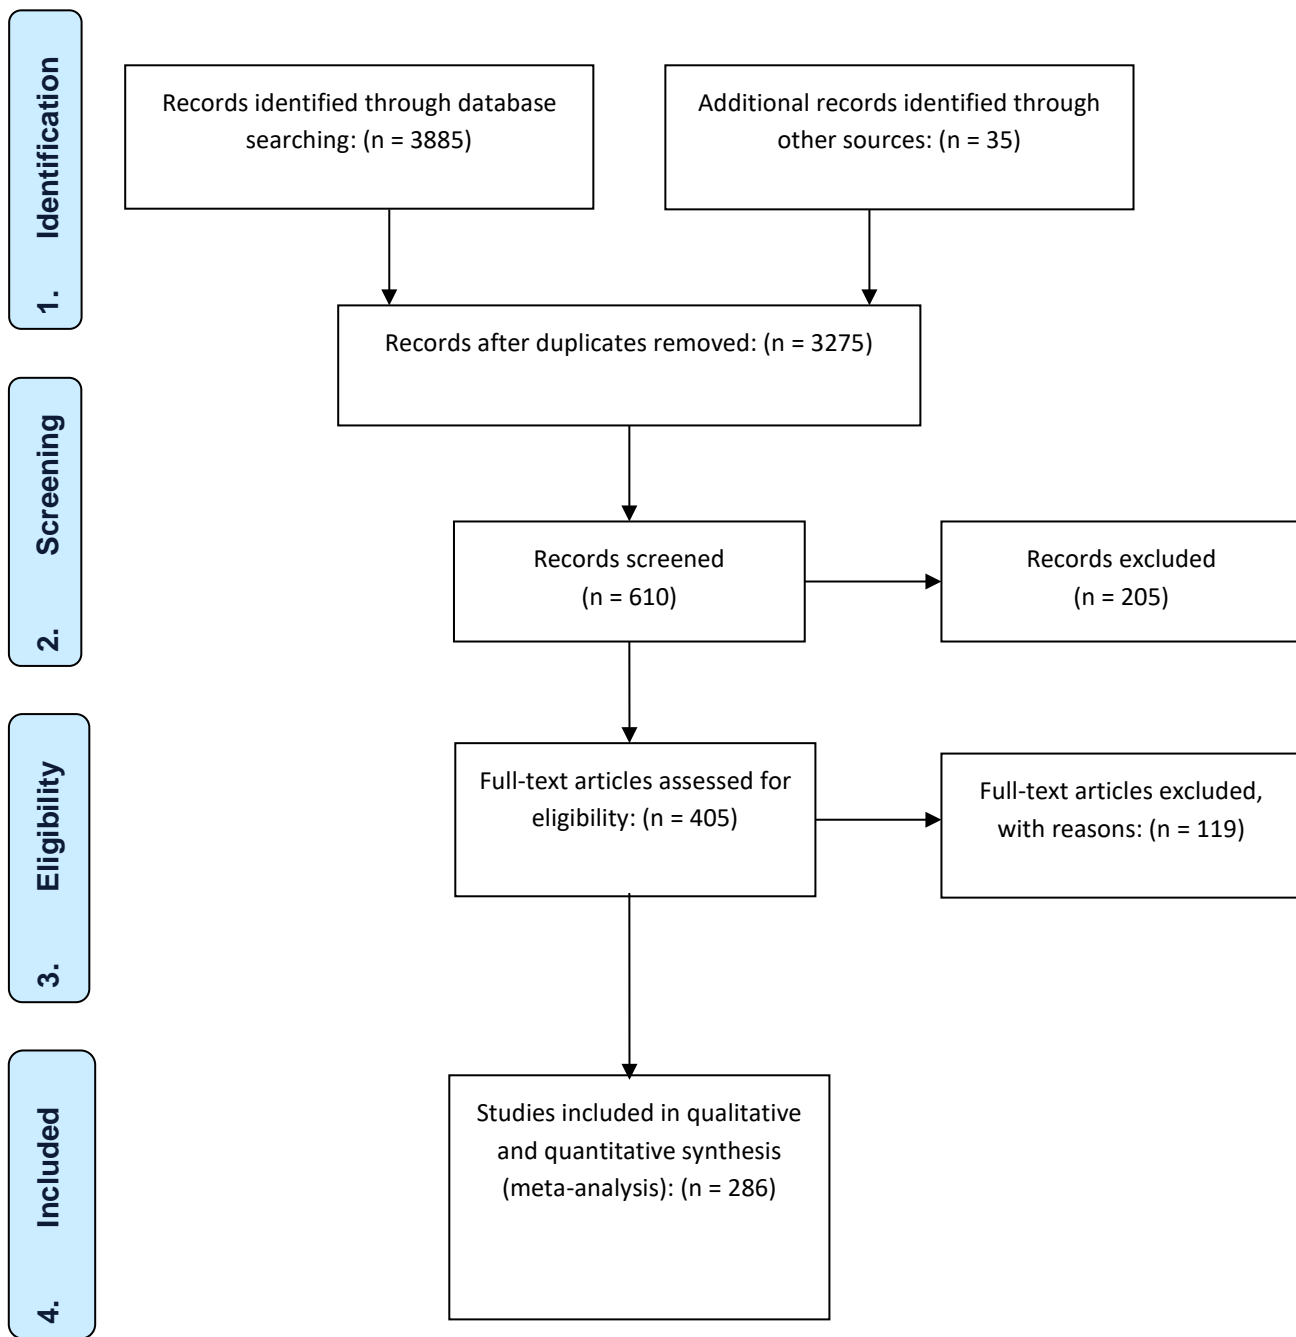 1. Identification
Records identified through database
searching: (n = 3885)
Additional records identified through
other sources: (n = 35)
Records after duplicates removed: (n = 3275)
2. Screening
Records screened
(n = 610)
Records excluded
(n = 205)
3. Eligibility
Full-text articles assessed for
eligibility: (n = 405)
Full-text articles excluded,
with reasons: (n = 119)
4. Included
Studies included in qualitative
and quantitative synthesis
(meta-analysis): (n = 286)